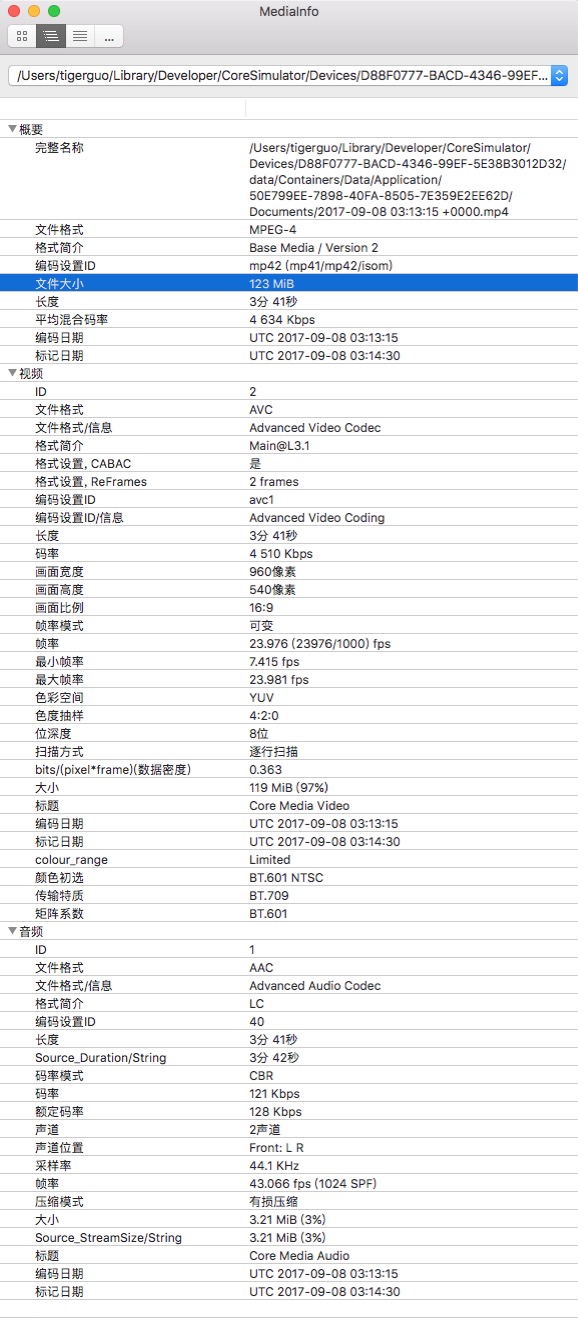 MediaInfo
...
/Users/tigerguo/Library/Developer/CoreSimulator/Devices/D88F0777-BACD-4346-99EF...
概要
完整名称 /Users/tigerguo/Library/Developer/CoreSimulator/
Devices/D88F0777-BACD-4346-99EF-5E38B3012D32/
data/Containers/Data/Application/
50E799EE-7898-40FA-8505-7E359E2EE62D/
Documents/2017-09-08 03:13:15 +0000.mp4
文件格式 MPEG-4
格式简介 Base Media / Version 2
编码设置ID mp42 (mp41/mp42/isom)
文件大小 123 MiB
长度 3分 41秒
平均混合码率 4 634 Kbps
编码日期 UTC 2017-09-08 03:13:15
标记日期 UTC 2017-09-08 03:14:30
视频
ID 2
文件格式 AVC
文件格式/信息 Advanced Video Codec
格式简介 Main@L3.1
格式设置, CABAC 是
格式设置, ReFrames 2 frames
编码设置ID avc1
编码设置ID/信息 Advanced Video Coding
长度 3分 41秒
码率 4 510 Kbps
画面宽度 960像素
画面高度 540像素
画面比例 16:9
帧率模式 可变
帧率 23.976 (23976/1000) fps
最小帧率 7.415 fps
最大帧率 23.981 fps
色彩空间 YUV
色度抽样 4:2:0
位深度 8位
扫描方式 逐行扫描
bits/(pixel*frame)(数据密度) 0.363
大小 119 MiB (97%)
标题 Core Media Video
编码日期 UTC 2017-09-08 03:13:15
标记日期 UTC 2017-09-08 03:14:30
colour_range Limited
颜色初选 BT.601 NTSC
传输特质 BT.709
矩阵系数 BT.601
音频
ID 1
文件格式 AAC
文件格式/信息 Advanced Audio Codec
格式简介 LC
编码设置ID 40
长度 3分 41秒
Source_Duration/String 3分 42秒
码率模式 CBR
码率 121 Kbps
额定码率 128 Kbps
声道 2声道
声道位置 Front: L R
采样率 44.1 KHz
帧率 43.066 fps (1024 SPF)
压缩模式 有损压缩
大小 3.21 MiB (3%)
Source_StreamSize/String 3.21 MiB (3%)
标题 Core Media Audio
编码日期 UTC 2017-09-08 03:13:15
标记日期 UTC 2017-09-08 03:14:30